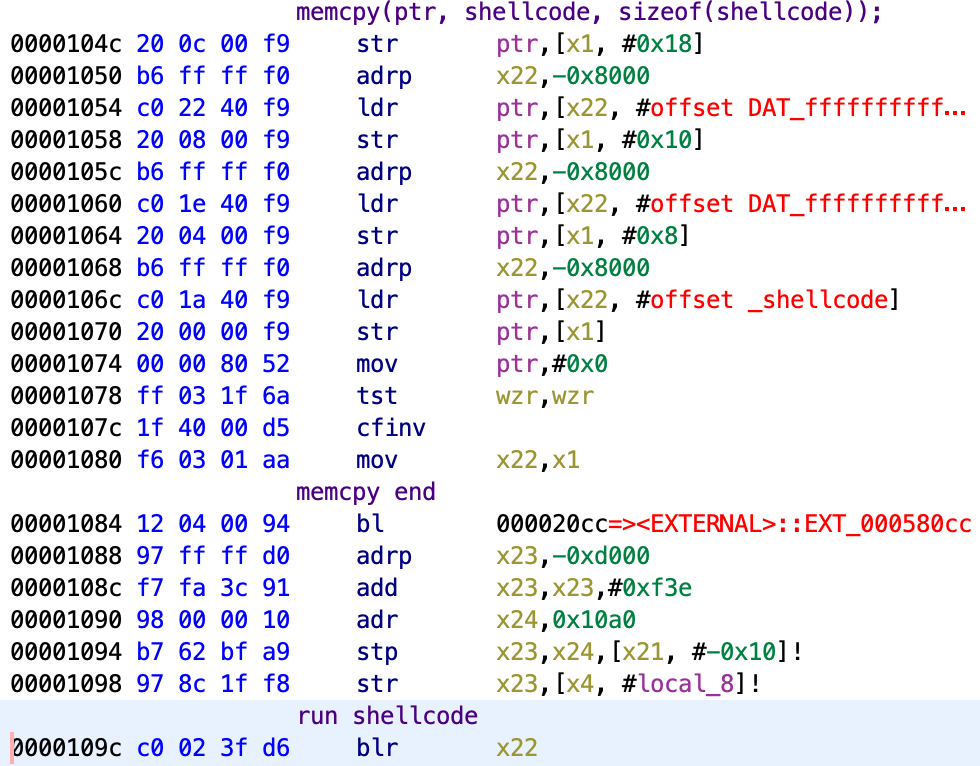 memcpy(ptr, shellcode, sizeof(shellcode));
0000104c 20 0c 00 f9 str ptr,[x1, #0x18]
00001050 b6 ff ff f0 adrp x22,-0x8000
00001054 c0 22 40 f9 ldr ptr,[x22, #offset DAT_ffffffffff...
00001058 20 08 00 f9 str ptr,[x1, #0x10]
0000105c b6 ff ff f0 adrp x22,-0x8000
00001060 c0 1e 40 f9 ldr ptr,[x22, #offset DAT_ffffffffff...
00001064 20 04 00 f9 str ptr,[x1, #0x8]
00001068 b6 ff ff f0 adrp x22,-0x8000
0000106c c0 1a 40 f9 ldr ptr,[x22, #offset _shellcode]
00001070 20 00 00 f9 str ptr,[x1]
00001074 00 00 80 52 mov ptr,#0x0
00001078 ff 03 1f 6a tst wzr,wzr
0000107c 1f 40 00 d5 cfinv
00001080 f6 03 01 aa mov x22,x1
memcpy end
00001084 12 04 00 94 bl 000020cc=><EXTERNAL>::EXT_000580cc
00001088 97 ff ff d0 adrp x23,-0xd000
0000108c f7 fa 3c 91 add x23,x23,#0xf3e
00001090 98 00 00 10 adr x24,0x10a0
00001094 b7 62 bf a9 stp x23,x24,[x21, #-0x10]!
00001098 97 8c 1f f8 str x23,[x4, #local_8]!
run shellcode
0000109c c0 02 3f d6 blr x22